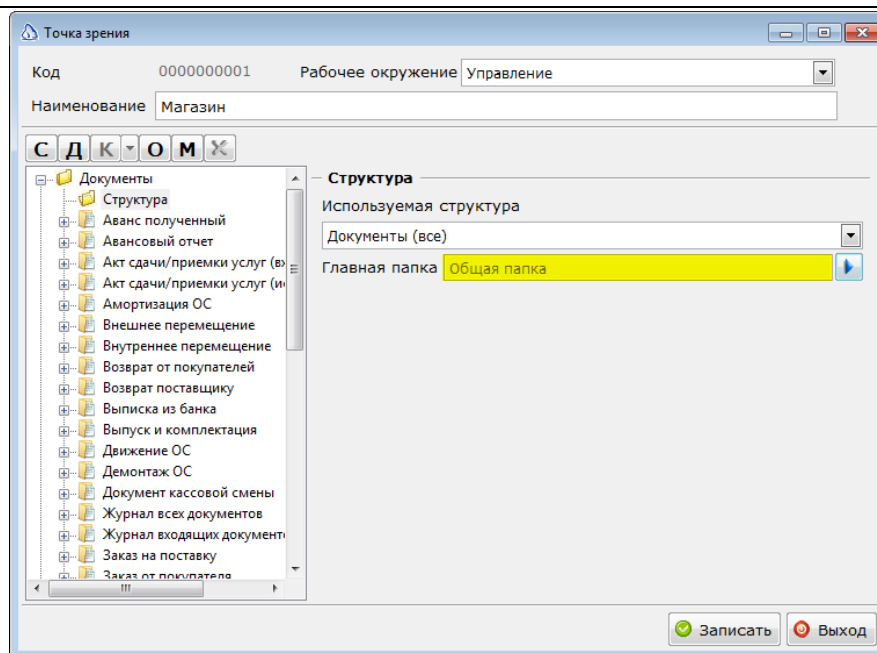 Точка зрения
Код 0000000001 Рабочее окружение Управление
Наименование Магазин
С Д К О М
Документы
Структура
Аванс полученный
Авансовый отчет
Акт сдачи/приемки услуг (вх
Акт сдачи/приемки услуг (и
Амортизация ОС
Внешнее перемещение
Внутреннее перемещение
Возврат от покупателей
Возврат поставщику
Выписка из банка
Выпуск и комплектация
Движение ОС
Демонтаж ОС
Документ кассовой смены
Журнал всех документов
Журнал входящих документ
Заказ на поставку
Заказ от покупателя
Структура
Используемая структура
Документы (все)
Главная папка Общая папка
Записать Выход